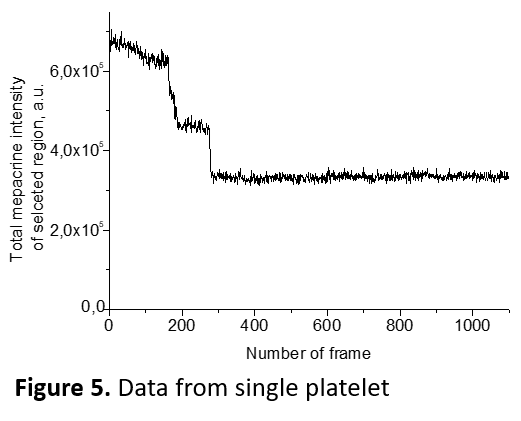 Total mepacrine intensity
of selceted region, a.u.
6,0x10⁵
4,0x10⁵
2,0x10⁵
0,0
0 200 400 600 800 1000
Number of frame
Figure 5. Data from single platelet